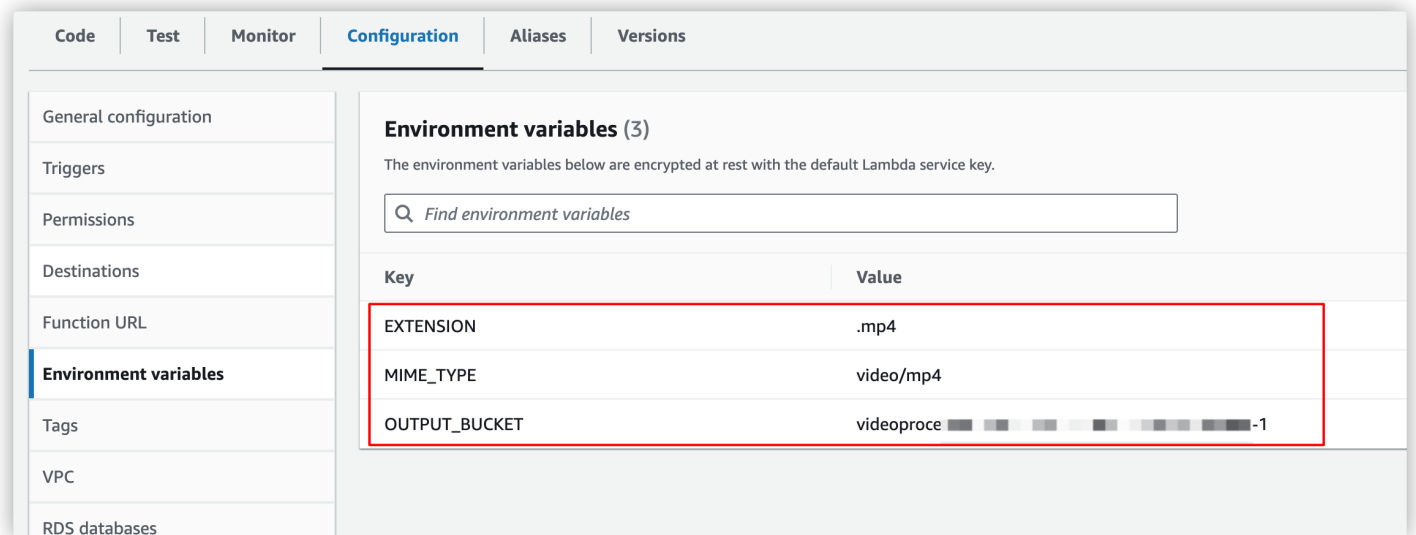 Code Test Monitor Configuration Aliases Versions
General configuration
Triggers
Permissions
Destinations
Function URL
Environment variables
Tags
VPC
RDS databases
Environment variables (3)
The environment variables below are encrypted at rest with the default Lambda service key.
Find environment variables
Key Value
EXTENSION .mp4
MIME_TYPE video/mp4
OUTPUT_BUCKET videoproce -1